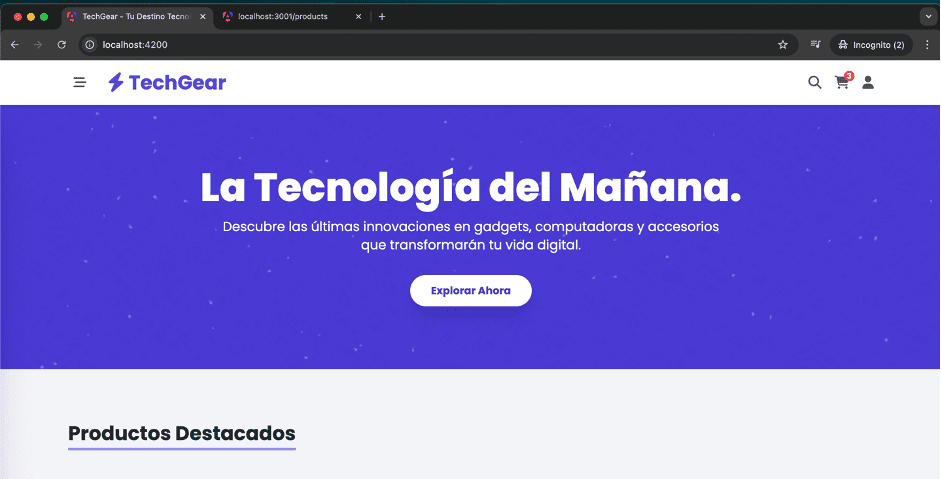 TechGear - Tu Destino Tecnol
localhost:3001/products
localhost:4200
Incognito (2)
TechGear
3
La Tecnología del Mañana.
Descubre las últimas innovaciones en gadgets, computadoras y accesorios
que transformarán tu vida digital.
Explorar Ahora
Productos Destacados